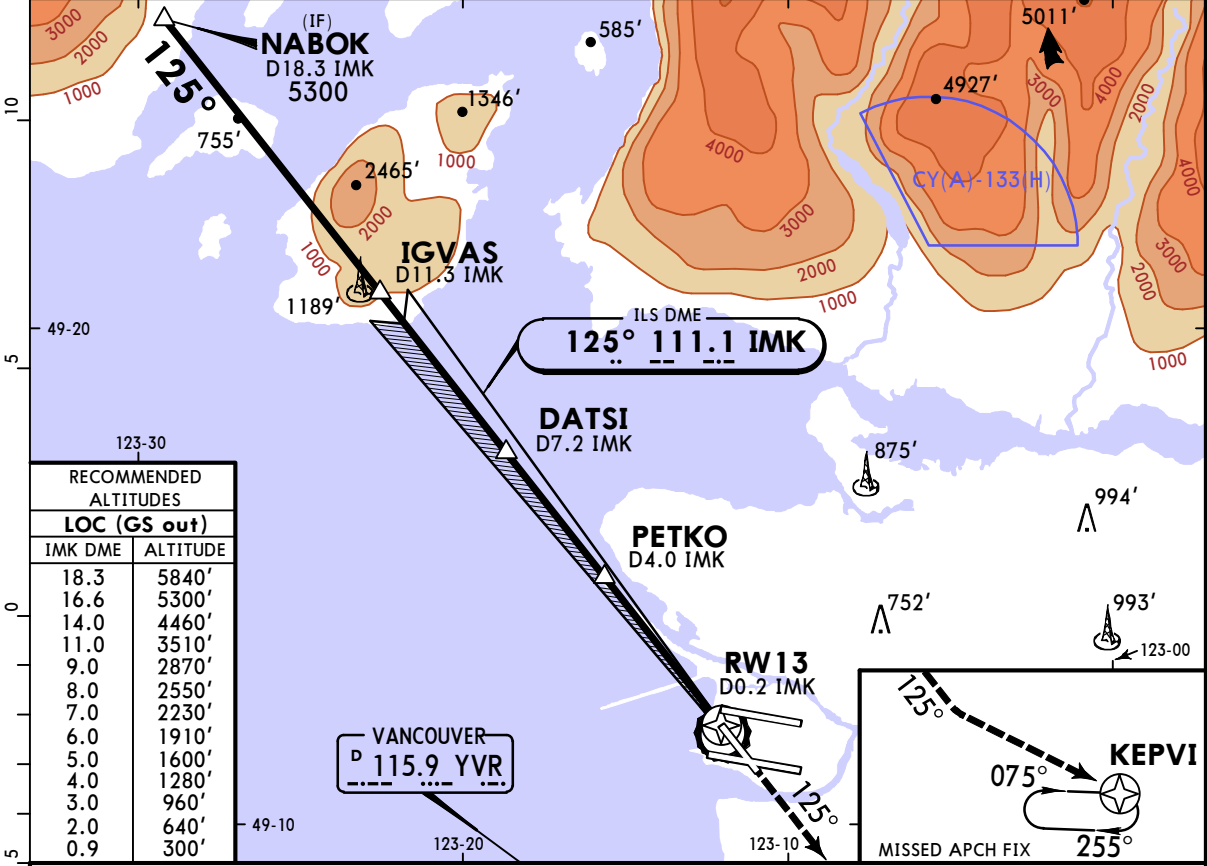 3000
2000
1000
(IF)
NABOK
D18.3 IMK
5300
125°
585'
5011'
4927'
3000
4000
2000
10
755'
1346'
1000
2465'
2000
1000
4000
CY(A)-133(H)
4000
3000
3000
2000
2000
1000
1000
IGVAS
D11.3 IMK
1189'
49-20
ILS DME
125° 111.1 IMK
5
DATSI
D7.2 IMK
123-30
875'
994'
RECOMMENDED
ALTITUDES
LOC (GS out)
IMK DME ALTITUDE
18.3 5840'
16.6 5300'
14.0 4460'
11.0 3510'
9.0 2870'
8.0 2550'
7.0 2230'
6.0 1910'
5.0 1600'
4.0 1280'
3.0 960'
2.0 640'
0.9 300'
PETKO
D4.0 IMK
0
752'
993'
123-00
RW13
D0.2 IMK
VANCOUVER
D 115.9 YVR
125°
125°
KEPVI
075°
255°
MISSED APCH FIX
49-10
123-20
123-10
5